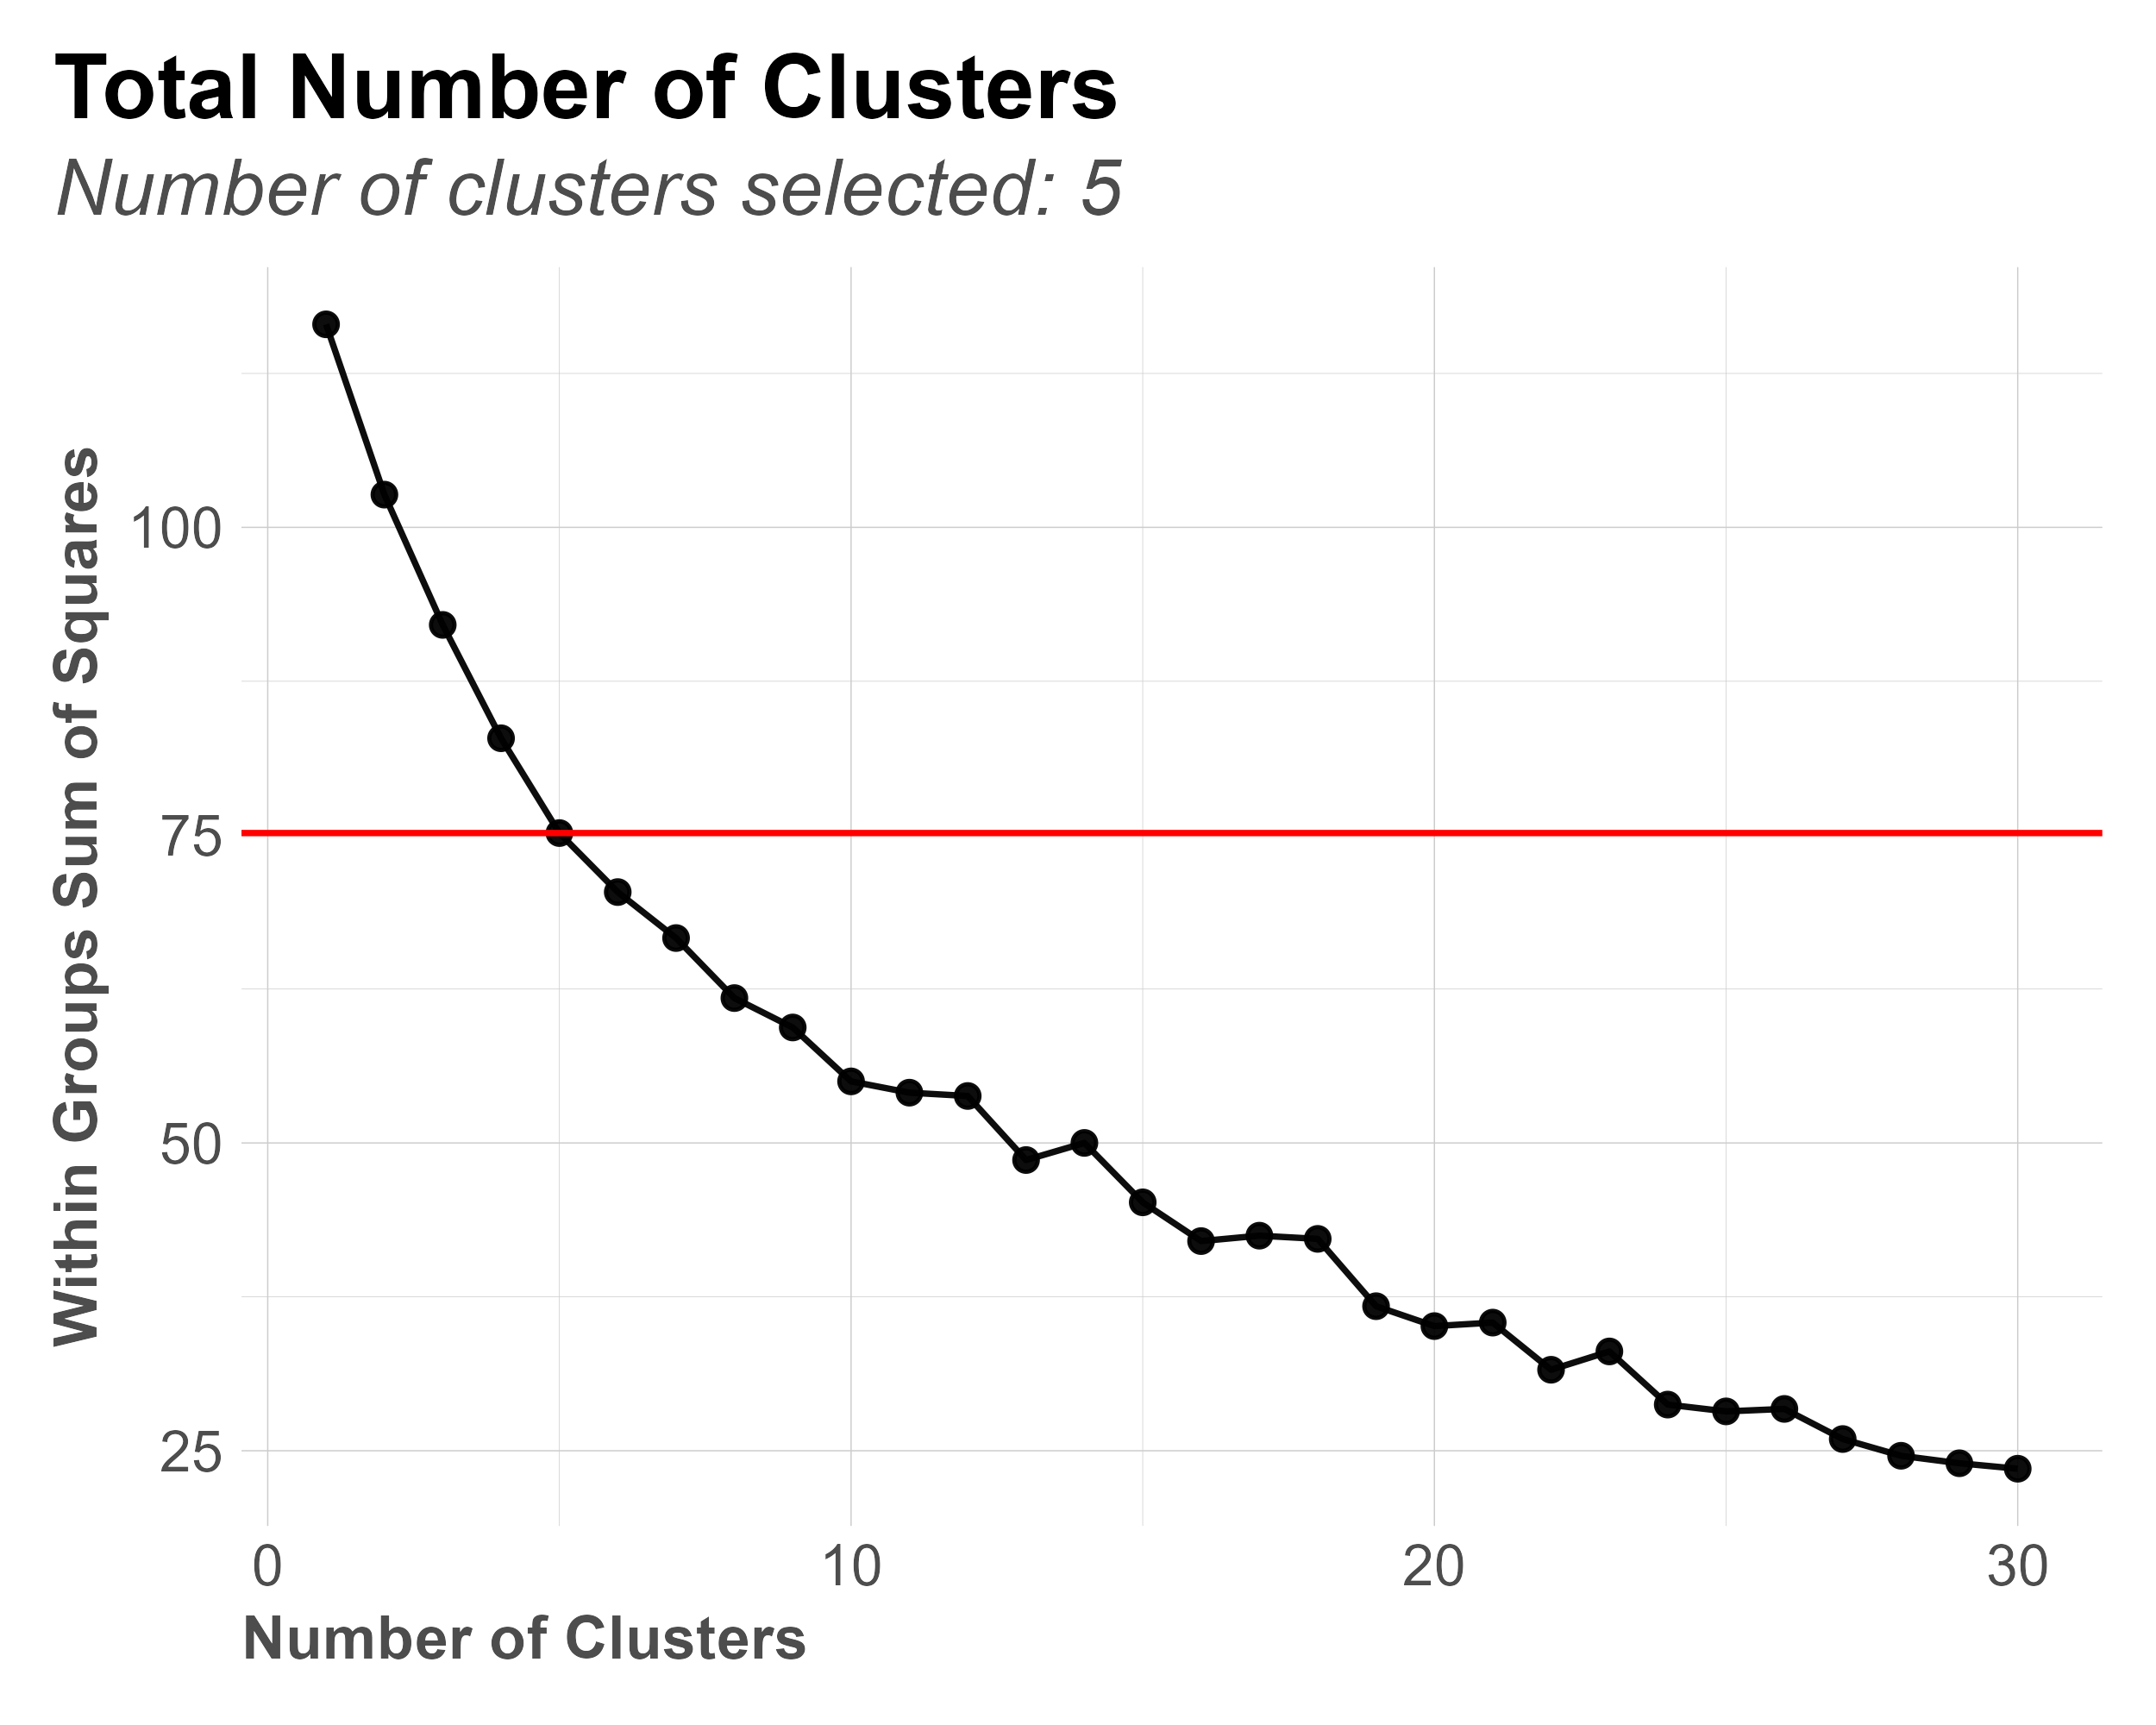 Total Number of Clusters
Number of clusters selected: 5
Within Groups Sum of Squares
100
75
50
25
0 10 20 30
Number of Clusters